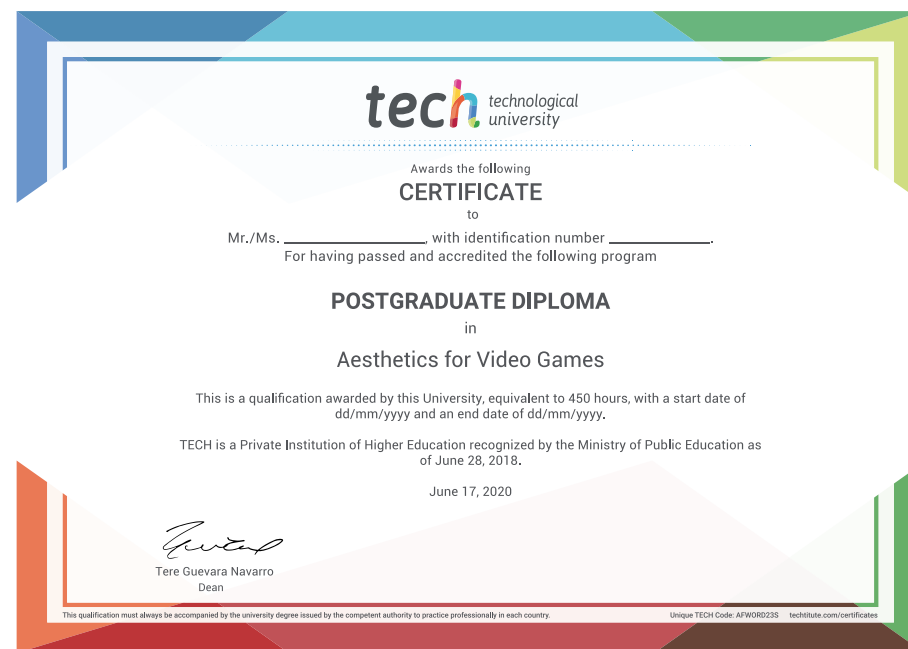 tech technological
university
Awards the following
CERTIFICATE
to
Mr./Ms. ____________________, with identification number ______________.
For having passed and accredited the following program
POSTGRADUATE DIPLOMA
in
Aesthetics for Video Games
This is a qualification awarded by this University, equivalent to 450 hours, with a start date of
dd/mm/yyyy and an end date of dd/mm/yyyy.
TECH is a Private Institution of Higher Education recognized by the Ministry of Public Education as
of June 28, 2018.
June 17, 2020
Tere Guevara Navarro
Dean
This qualification must always be accompanied by the university degree issued by the competent authority to practice professionally in each country. Unique TECH Code: AFWORD23S techtitute.com/certificates